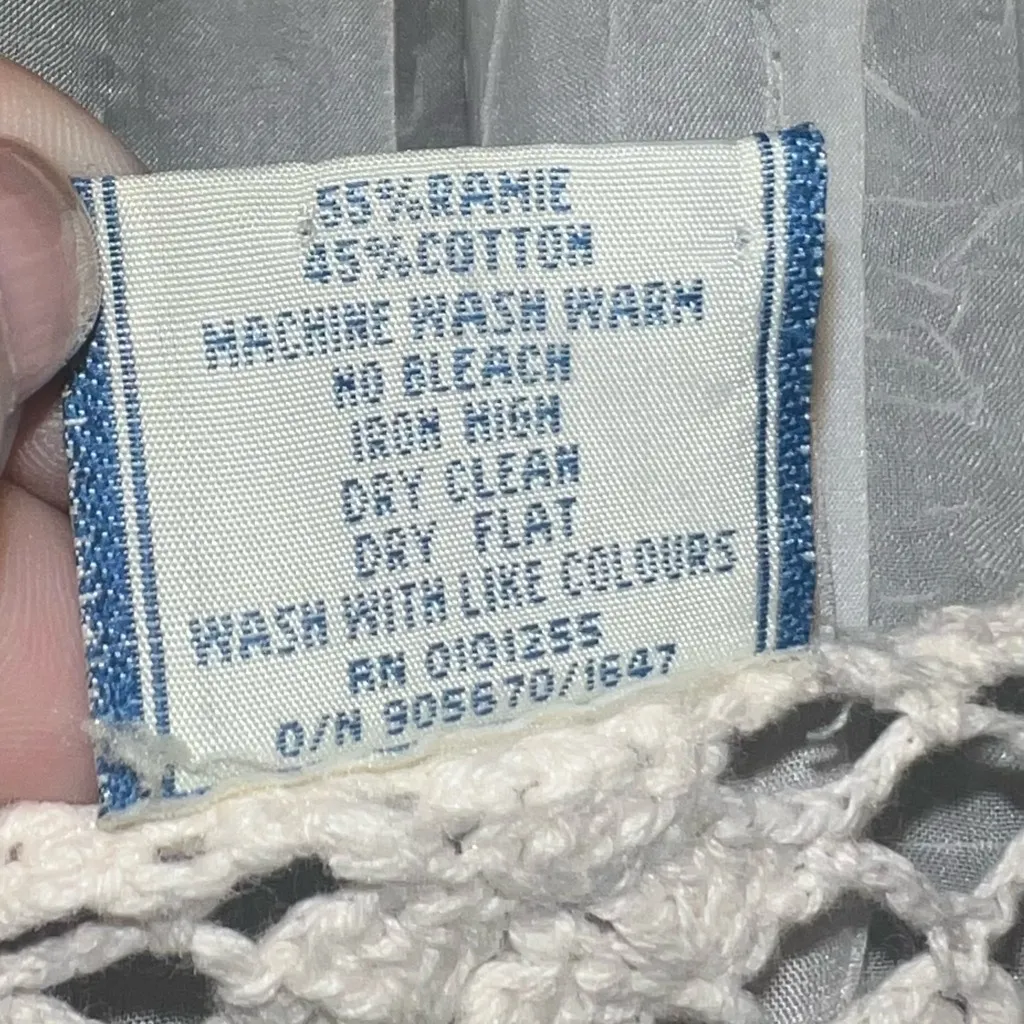 55%RAMIE
45%COTTON
MACHINE WASH WARM
NO BLEACH
IRON HIGH
DRY CLEAN
DRY FLAT
WASH WITH LIKE COLOURS
RN 0101255
O/N 905670/1647